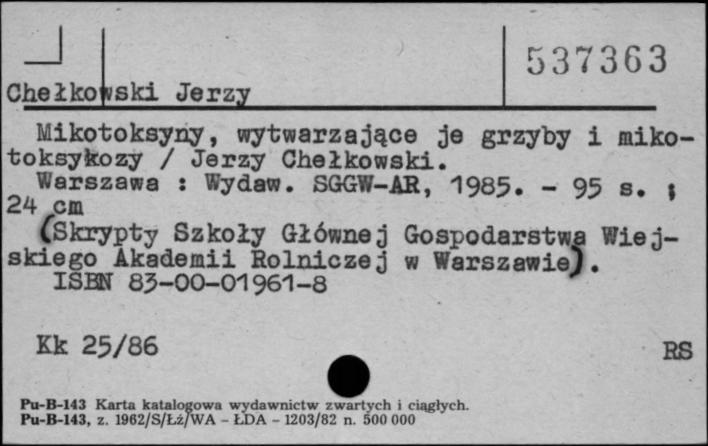 537363
Chełkowski Jerzy
Mikotoksyny, wytwarzające je grzyby i miko-
toksykozy / Jerzy Chełkowski.
Warszawa : Wydaw. SGGW-AR, 1985. - 95 s. ;
24 cm
(Skrypty Szkoły Głównej Gospodarstwa Wiej-
skiego Akademii Rolniczej w Warszawie).
ISBN 83-00-01961-8
Kk 25/86 RS
Pu-B-143 Karta katalogowa wydawnictw zwartych i ciągłych.
Pu-B-143, z. 1962/S/Łż/WA - ŁDA - 1203/82 n. 500 000